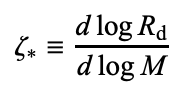 ζ∗ ≡ d log R_d / d log M